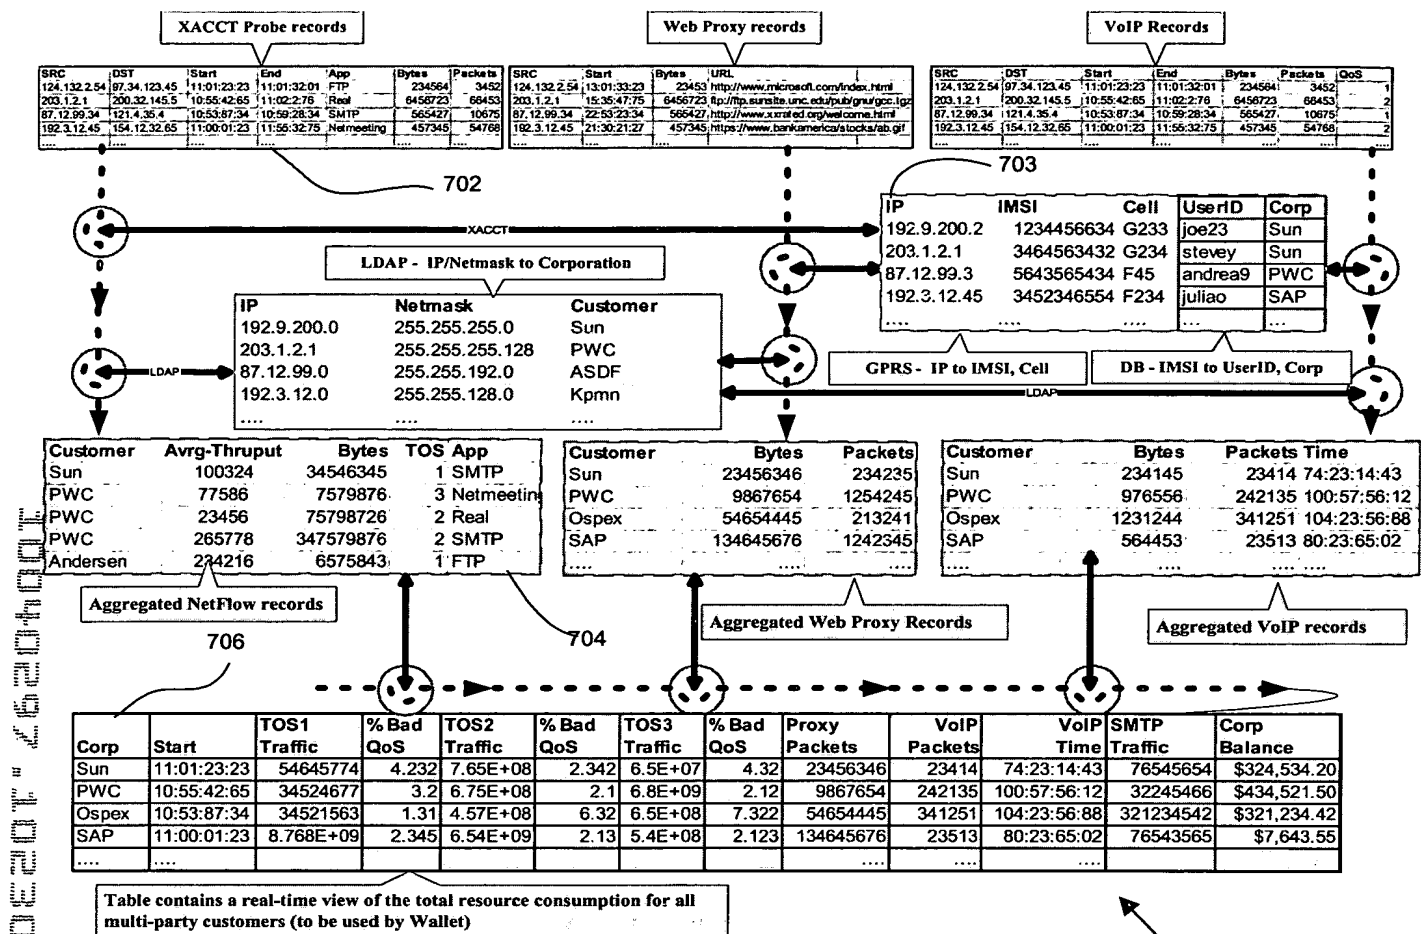 XACCT Probe records
Web Proxy records
VoIP Records
SRC DST Start End App Bytes Packets
124.132.2.54 97.34.123.45 11:01:23:23 11:01:32:01 FTP 234564 3452
203.1.2.1 200.32.145.5 10:55:42:65 11:02:2:76 Real 6456723 66453
87.12.99.34 121.4.35.4 10:53:87:34 10:59:28:34 SMTP 565427 10675
192.3.12.45 154.12.32.65 11:00:01:23 11:55:32:75 Netmeeting 457345 54768
.... .... ....
SRC Start Bytes URL
124.132.2.54 13:01:33:23 23453 http://www.microsoft.com/index.html
203.1.2.1 15:35:47:75 6456723 ftp://ftp.sunsite.unc.edu/pub/gnu/gcc.tgz
87.12.99.34 22:53:23:34 565427 http://www.xxrated.org/welcome.html
192.3.12.45 21:30:21:27 457345 https://www.bankamerica/stocks/ab.gif
.... ....
SRC DST Start End Bytes Packets QoS
124.132.2.54 97.34.123.45 11:01:23:23 11:01:32:01 234564 3452 1
203.1.2.1 200.32.145.5 10:55:42:65 11:02:2:76 6456723 66453 2
87.12.99.34 121.4.35.4 10:53:87:34 10:59:28:34 565427 10675 1
192.3.12.45 154.12.32.65 11:00:01:23 11:55:32:75 457345 54768 2
.... .... .... ....
702
703
IP IMSI Cell UserID Corp
192.9.200.2 1234456634 G233 joe23 Sun
203.1.2.1 3464563432 G234 stevey Sun
87.12.99.3 5643565434 F45 andrea9 PWC
192.3.12.45 3452346554 F234 juliao SAP
.... .... .... ... ...
XACCT
LDAP - IP/Netmask to Corporation
IP Netmask Customer
192.9.200.0 255.255.255.0 Sun
203.1.2.1 255.255.255.128 PWC
87.12.99.0 255.255.192.0 ASDF
192.3.12.0 255.255.128.0 Kpmn
.... .... ....
GPRS - IP to IMSI, Cell
DB - IMSI to UserID, Corp
LDAP
LDAP
Customer Avrg-Thruput Bytes TOS App
Sun 100324 34546345 1 SMTP
PWC 77586 7579876 3 Netmeetin
PWC 23456 75798726 2 Real
PWC 265778 347579876 2 SMTP
Andersen 234216 6575843 1 FTP
Customer Bytes Packets
Sun 23456346 234235
PWC 9867654 1254245
Ospex 54654445 213241
SAP 134645676 1242345
.... .... ....
Customer Bytes Packets Time
Sun 234145 23414 74:23:14:43
PWC 976556 242135 100:57:56:12
Ospex 1231244 341251 104:23:56:88
SAP 564453 23513 80:23:65:02
.... .... .... ....
Aggregated NetFlow records
704
Aggregated Web Proxy Records
Aggregated VoIP records
706
Corp Start TOS1 Traffic % Bad QoS TOS2 Traffic % Bad QoS TOS3 Traffic % Bad QoS Proxy Packets VoIP Packets VoIP Time SMTP Traffic Corp Balance
Sun 11:01:23:23 54645774 4.232 7.65E+08 2.342 6.5E+07 4.32 23456346 23414 74:23:14:43 76545654 $324,534.20
PWC 10:55:42:65 34524677 3.2 6.75E+08 2.1 6.8E+09 2.12 9867654 242135 100:57:56:12 32245466 $434,521.50
Ospex 10:53:87:34 34521563 1.31 4.57E+08 6.32 6.5E+08 7.322 54654445 341251 104:23:56:88 321234542 $321,234.42
SAP 11:00:01:23 8.768E+09 2.345 6.54E+09 2.13 5.4E+08 2.123 134645676 23513 80:23:65:02 76543565 $7,643.55
.... .... .... .... ....
Table contains a real-time view of the total resource consumption for all
multi-party customers (to be used by Wallet)